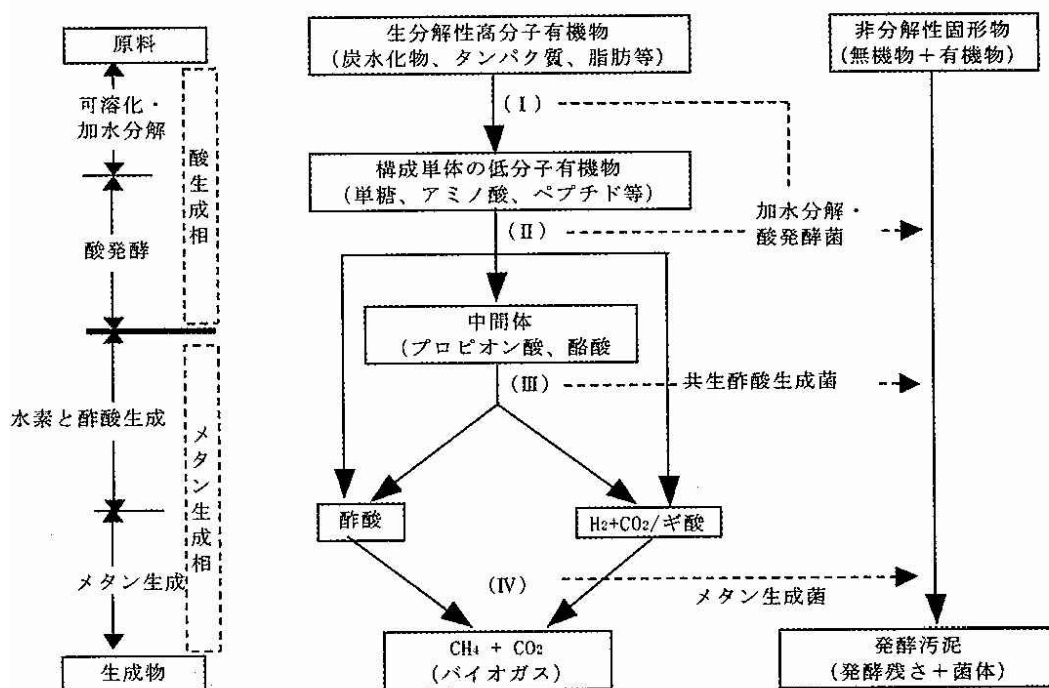 原料
可溶化・
加水分解
酸発酵
水素と酢酸生成
メタン生成
生成物
酸生成相
メタン生成相
生分解性高分子有機物
(炭水化物、タンパク質、脂肪等)
(Ⅰ)
構成単体の低分子有機物
(単糖、アミノ酸、ペプチド等)
(Ⅱ)
加水分解・
酸発酵菌
中間体
(プロピオン酸、酪酸
(Ⅲ)
共生酢酸生成菌
酢酸
H₂+CO₂/ギ酸
(Ⅳ)
メタン生成菌
CH₄ + CO₂
(バイオガス)
非分解性固形物
(無機物+有機物)
発酵汚泥
(発酵残さ+菌体)